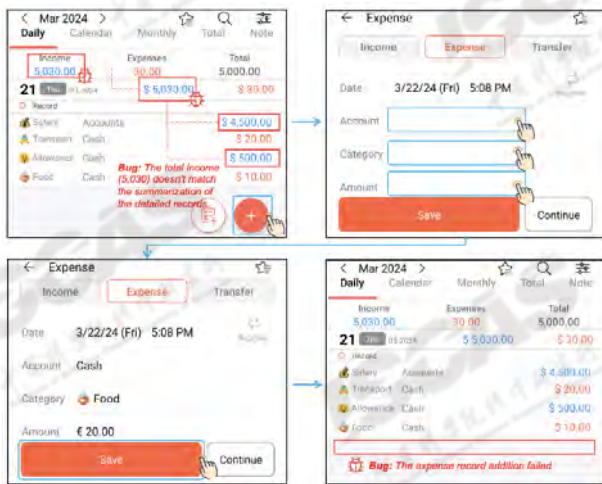 < Mar 2024 >
Daily Calendar Monthly Total Note
Income Expenses Total
5,030.00 30.00 5,000.00
21 Thu 03.2024 $ 5,030.00 $ 30.00
Record
Salary Accounts $ 4,500.00
Transport Cash $ 20.00
Allowance Cash $ 500.00
Food Cash $ 10.00
Bug: The total income
(5,030) doesn't match
the summerization of
the detailed records.
+
← Expense
Income Expense Transfer
Date 3/22/24 (Fri) 5:08 PM
Account
Category
Amount
Save Continue
← Expense
Income Expense Transfer
Date 3/22/24 (Fri) 5:08 PM
Account Cash
Category Food
Amount € 20.00
Save Continue
< Mar 2024 >
Daily Calendar Monthly Total Note
Income Expenses Total
5,030.00 30.00 5,000.00
21 Thu 03.2024 $ 5,030.00 $ 30.00
Record
Salary Accounts $ 4,500.00
Transport Cash $ 20.00
Allowance Cash $ 500.00
Food Cash $ 10.00
Bug: The expense record addition failed